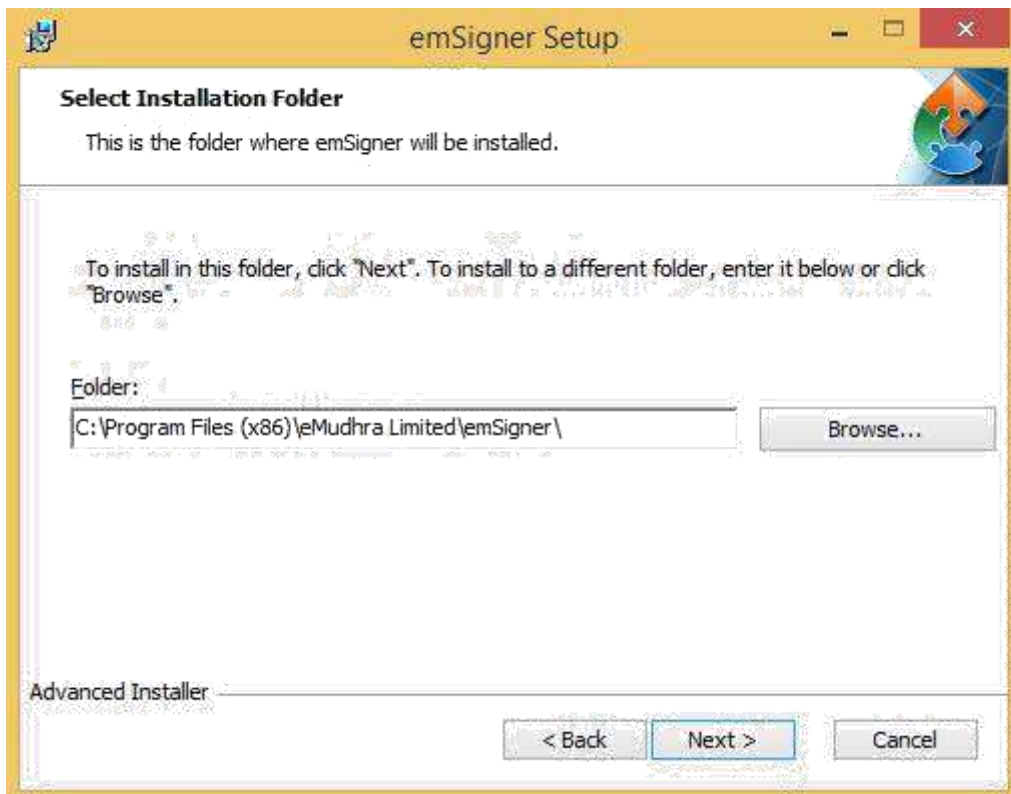 emSigner Setup
Select Installation Folder
This is the folder where emSigner will be installed.
To install in this folder, click "Next". To install to a different folder, enter it below or click
"Browse".
Folder:
C:\Program Files (x86)\eMudhra Limited\emSigner\
Browse...
Advanced Installer
< Back
Next >
Cancel